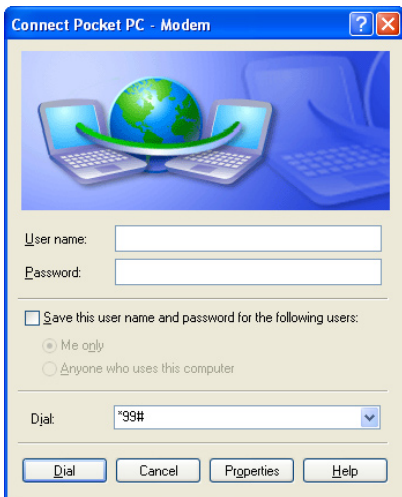 Connect Pocket PC - Modem
User name:
Password:
Save this user name and password for the following users:
Me only
Anyone who uses this computer
Dial: *99#
Dial Cancel Properties Help